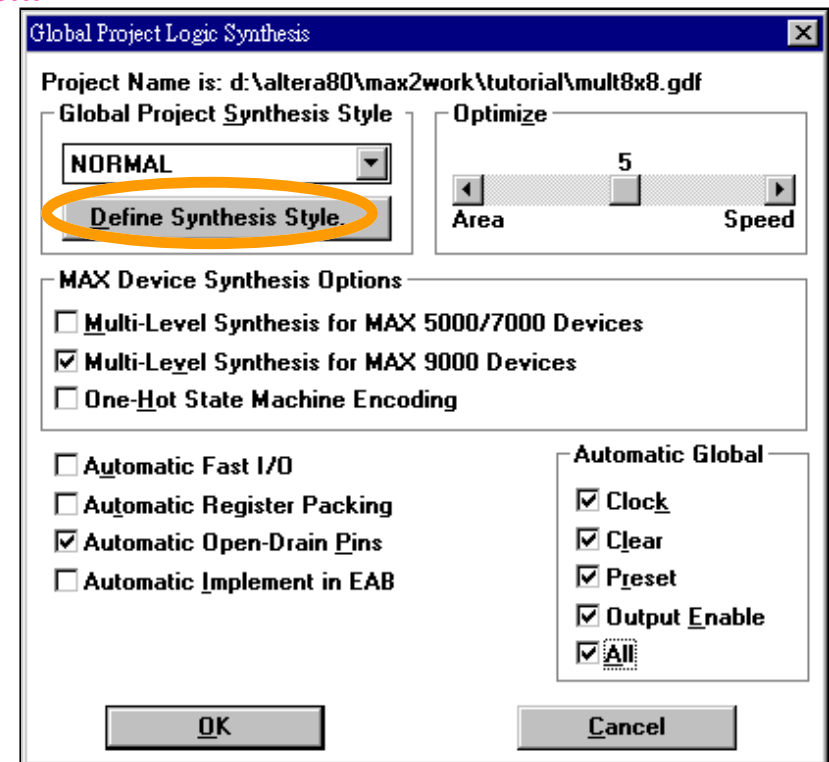 Global Project Logic Synthesis
Project Name is: d:\altera80\max2work\tutorial\mult8x8.gdf
Global Project Synthesis Style
NORMAL
Define Synthesis Style.
Optimize
5
Area Speed
MAX Device Synthesis Options
Multi-Level Synthesis for MAX 5000/7000 Devices
Multi-Level Synthesis for MAX 9000 Devices
One-Hot State Machine Encoding
Automatic Fast I/O
Automatic Register Packing
Automatic Open-Drain Pins
Automatic Implement in EAB
Automatic Global
Clock
Clear
Preset
Output Enable
All
OK Cancel